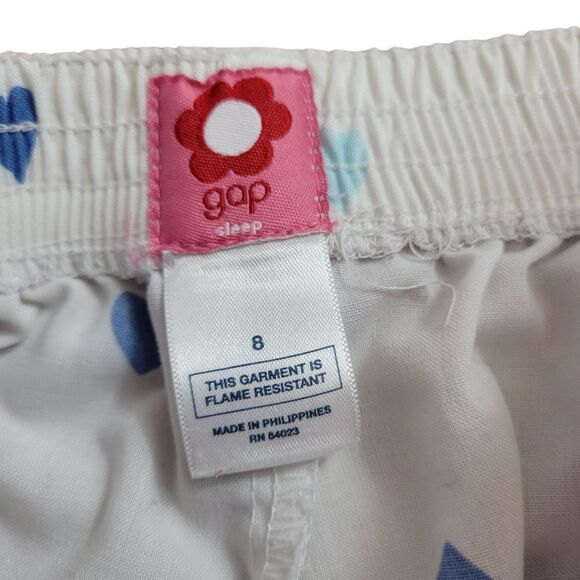 gap
sleep
8
THIS GARMENT IS
FLAME RESISTANT
MADE IN PHILIPPINES
RN 54023